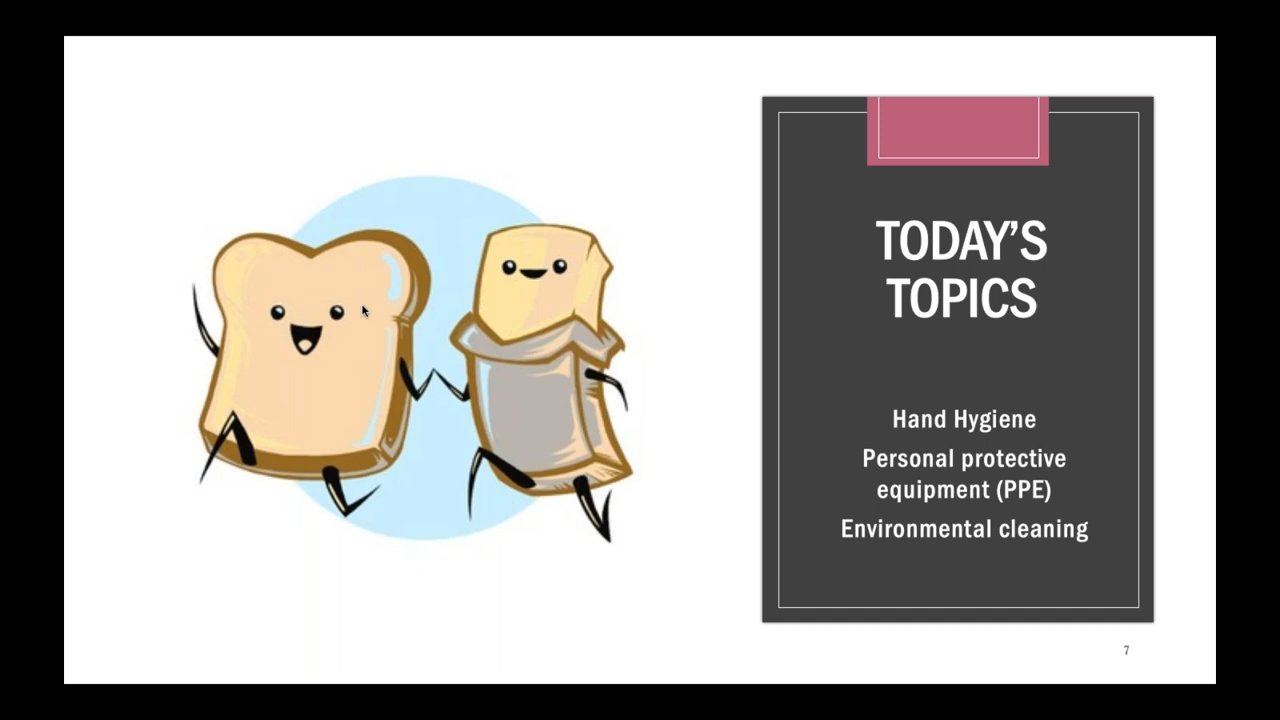 TODAY’S
TOPICS
Hand Hygiene
Personal protective
equipment (PPE)
Environmental cleaning
7